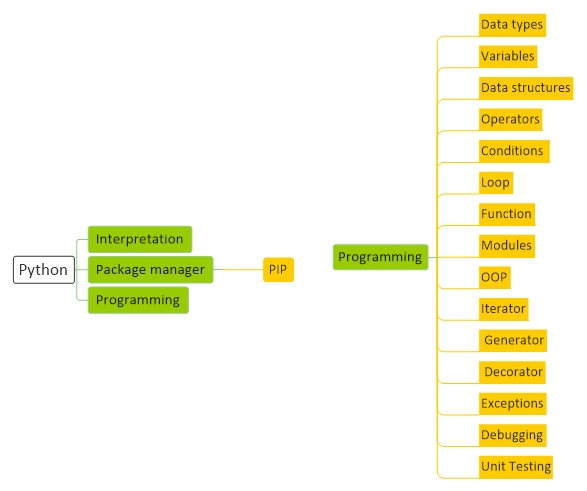 Python
Interpretation
Package manager
PIP
Programming
Programming
Data types
Variables
Data structures
Operators
Conditions
Loop
Function
Modules
OOP
Iterator
Generator
Decorator
Exceptions
Debugging
Unit Testing